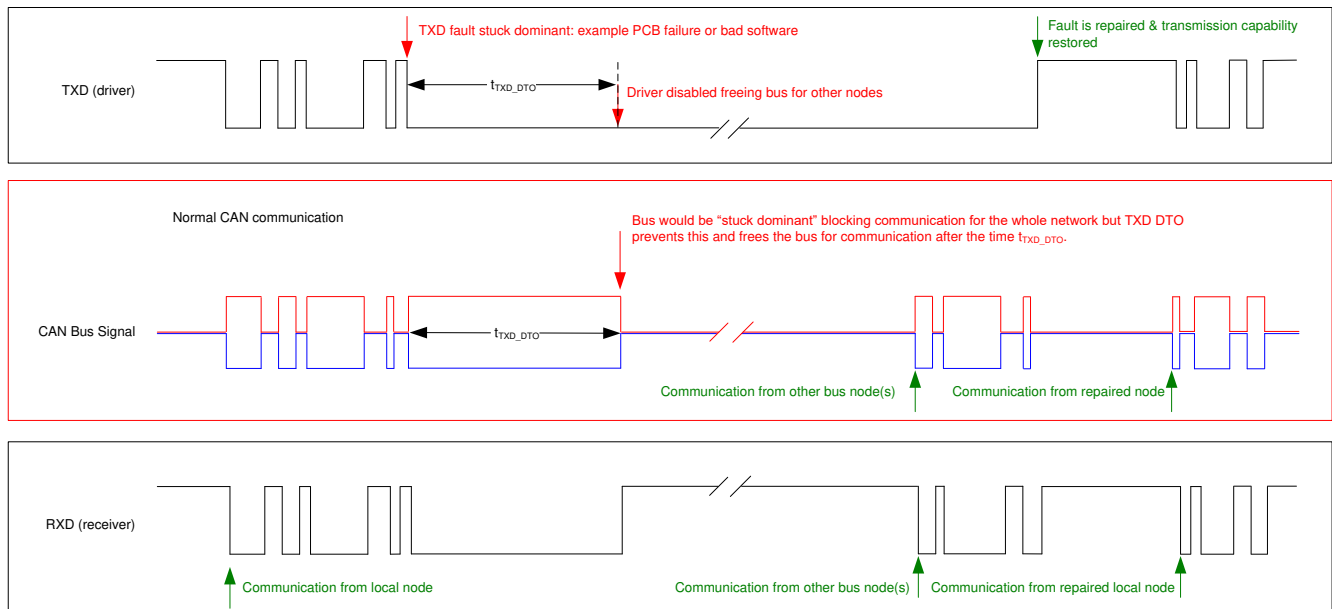 TXD fault stuck dominant: example PCB failure or bad software
Fault is repaired & transmission capability
restored
TXD (driver)
tTXD_DTO
Driver disabled freeing bus for other nodes
Normal CAN communication
Bus would be “stuck dominant” blocking communication for the whole network but TXD DTO
prevents this and frees the bus for communication after the time tTXD_DTO.
CAN Bus Signal
tTXD_DTO
Communication from other bus node(s)
Communication from repaired node
RXD (receiver)
Communication from local node
Communication from other bus node(s)
Communication from repaired local node